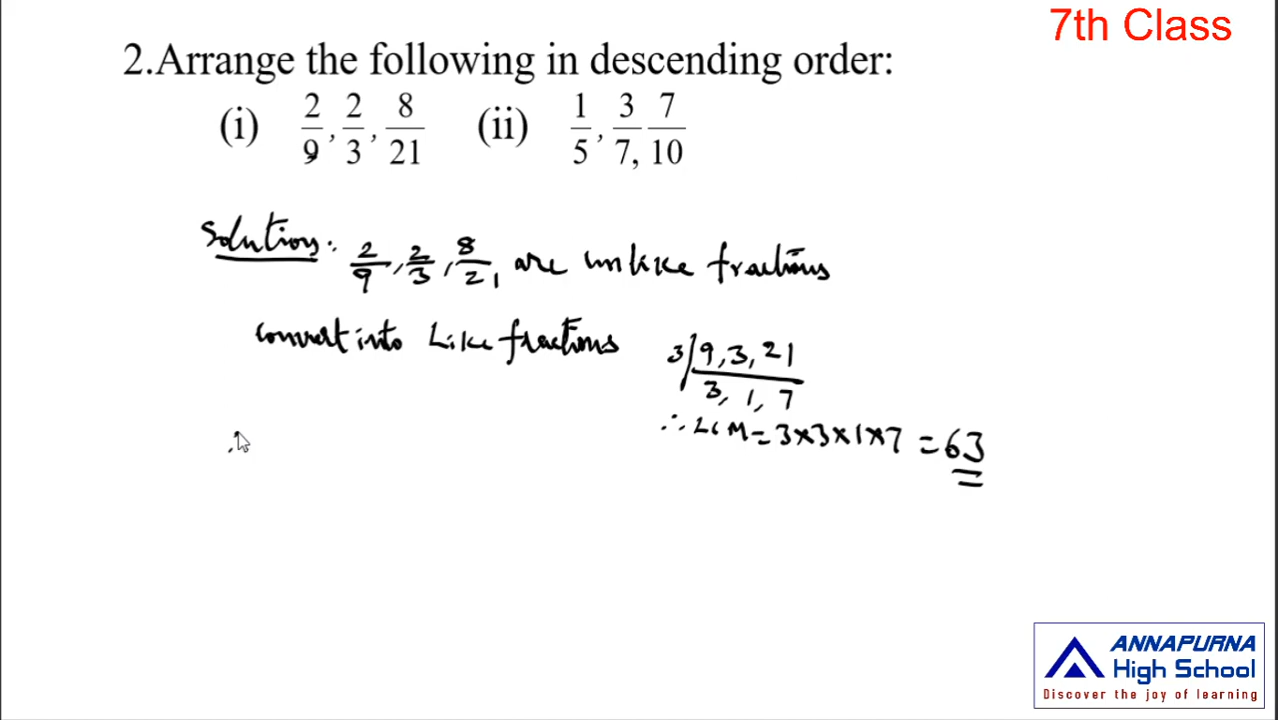 7th Class
2.Arrange the following in descending order:
(i) 2/9, 2/3, 8/21 (ii) 1/5, 3/7, 7/10
Solution: 2/9, 2/3, 8/21 are unlike fractions
convert into Like fractions
3 9, 3, 21
3, 1, 7
∴ LCM = 3×3×1×7 = 63
ANNAPURNA
High School
Discover the joy of learning